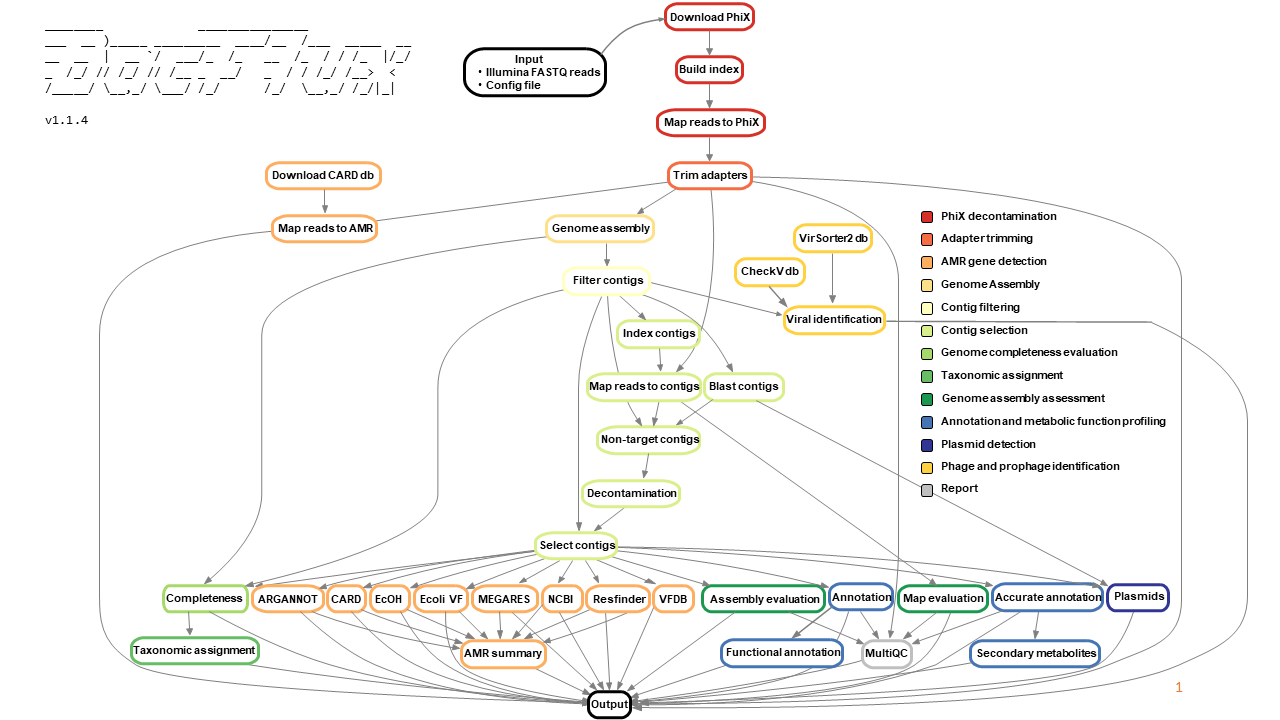 Download PhiX
Input
• Illumina FASTQ reads
• Config file
Build index
v1.1.4
Map reads to PhiX
Download CARD db
Trim adapters
Map reads to AMR
Genome assembly
VirSorter2 db
CheckV db
Filter contigs
Viral identification
Index contigs
Map reads to contigs
Blast contigs
Non-target contigs
Decontamination
Select contigs
PhiX decontamination
Adapter trimming
AMR gene detection
Genome Assembly
Contig filtering
Contig selection
Genome completeness evaluation
Taxonomic assignment
Genome assembly assessment
Annotation and metabolic function profiling
Plasmid detection
Phage and prophage identification
Report
Completeness
ARGANNOT
CARD
EcOH
Ecoli VF
MEGARES
NCBI
Resfinder
VFDB
Assembly evaluation
Annotation
Map evaluation
Accurate annotation
Plasmids
Taxonomic assignment
AMR summary
Functional annotation
MultiQC
Secondary metabolites
Output
1